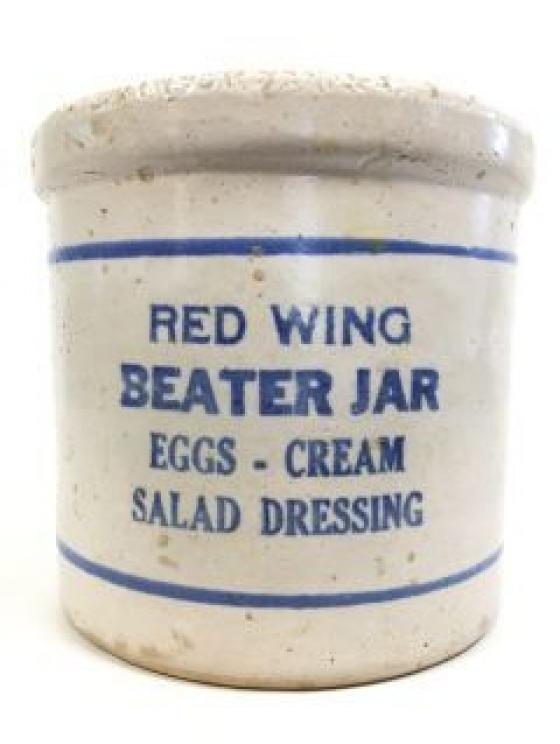 RED WING
BEATER JAR
EGGS - CREAM
SALAD DRESSING